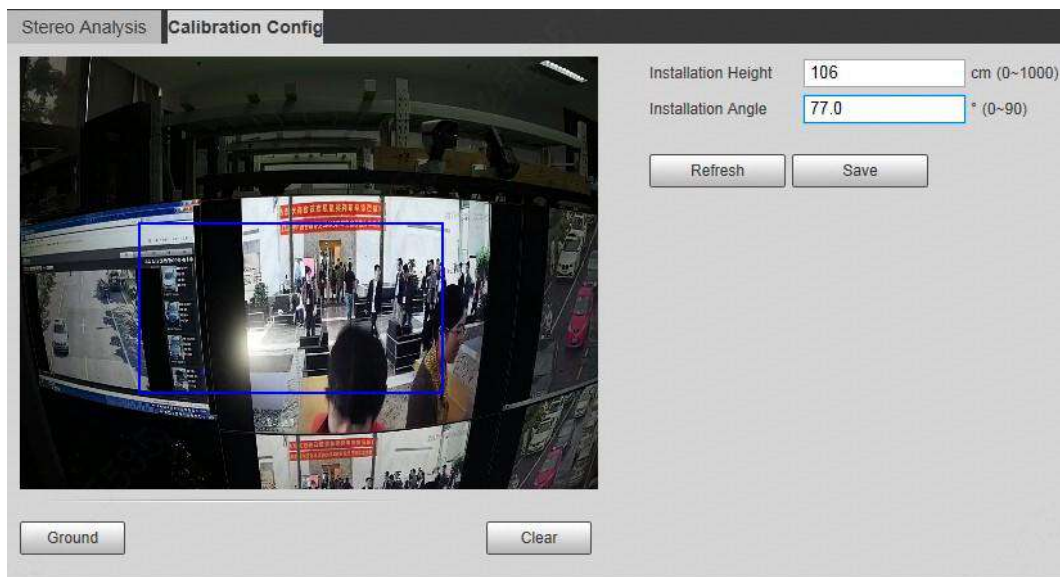 Stereo Analysis Calibration Config
Installation Height 106 cm (0~1000)
Installation Angle 77.0 ° (0~90)
Refresh Save
Ground Clear